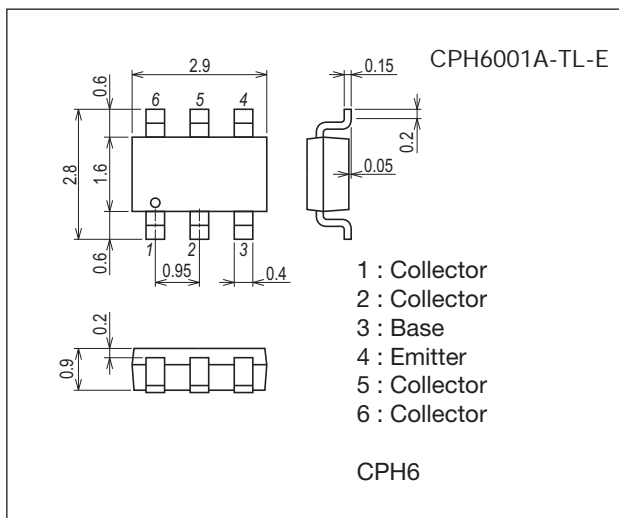 CPH6001A-TL-E
2.9
0.15
0.6
6
5
4
0.2
2.8
1.6
0.05
1
2
3
0.6
0.95
0.4
1 : Collector
2 : Collector
3 : Base
4 : Emitter
5 : Collector
6 : Collector
0.2
0.9
CPH6